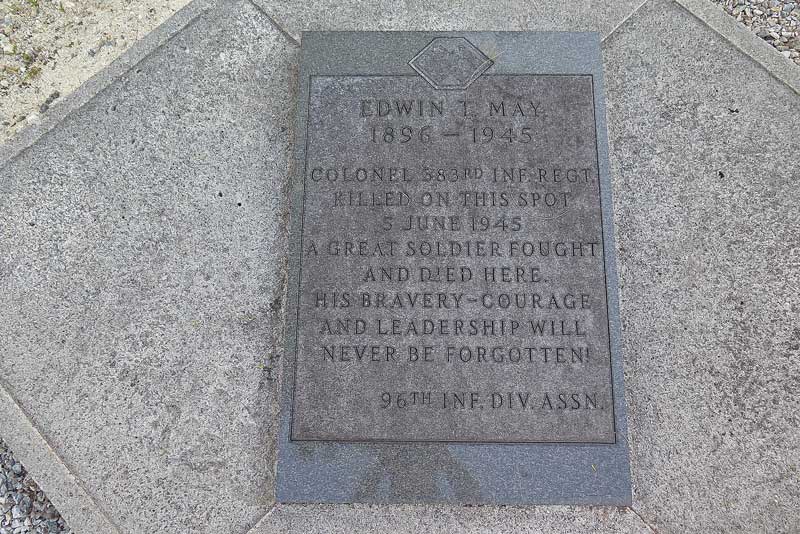 EDWIN T. MAY
1896 – 1945
COLONEL 383RD INF. REGT.
KILLED ON THIS SPOT
5 JUNE 1945
A GREAT SOLDIER FOUGHT
AND DIED HERE.
HIS BRAVERY–COURAGE
AND LEADERSHIP WILL
NEVER BE FORGOTTEN!
96TH INF. DIV. ASSN.